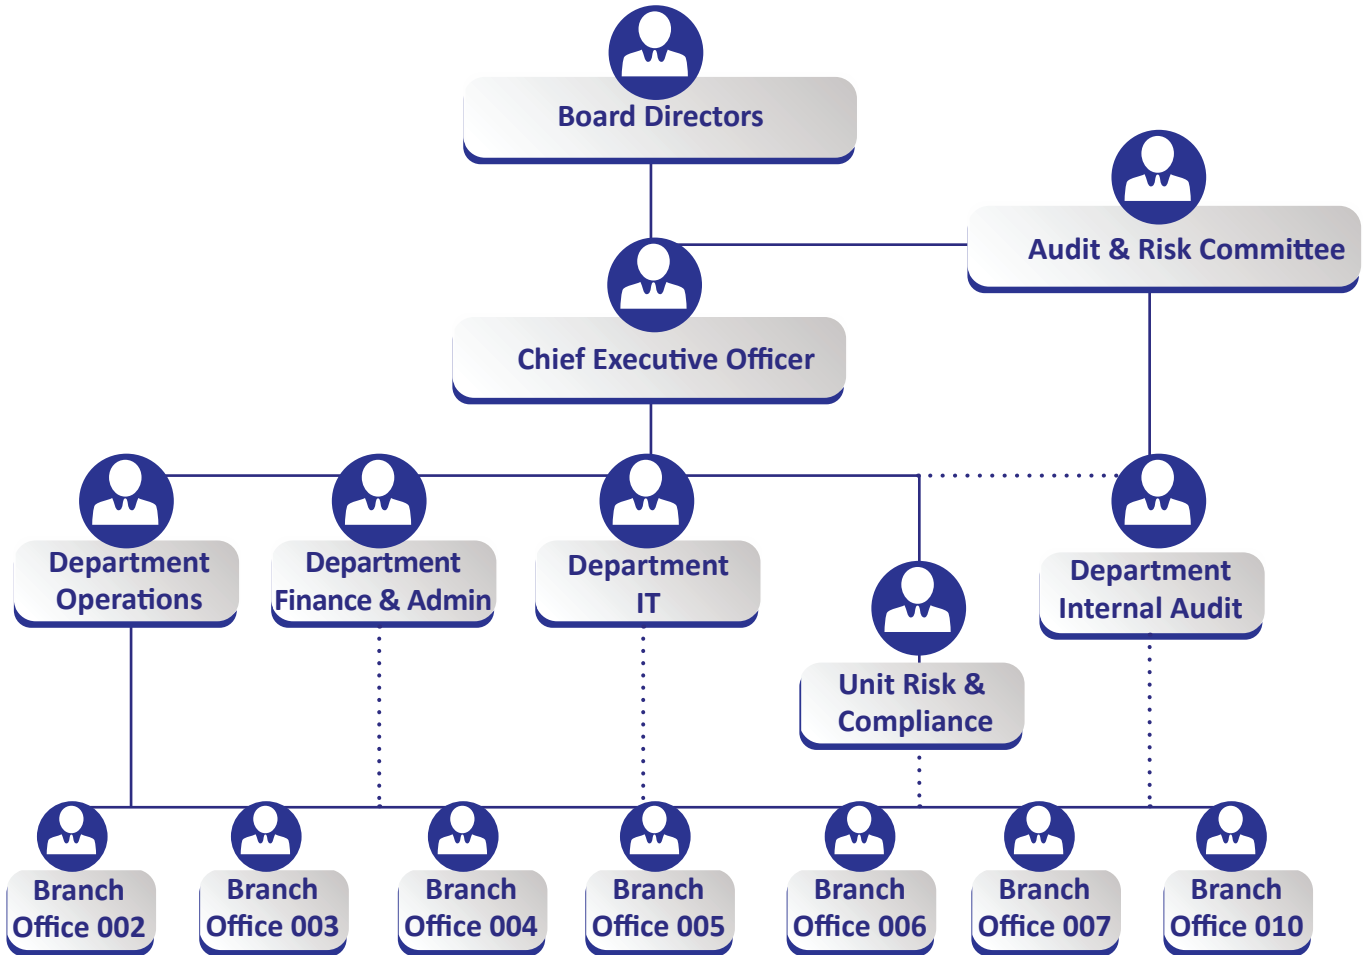 Board Directors
Audit & Risk Committee
Chief Executive Officer
Department
Operations
Department
Finance & Admin
Department
IT
Department
Internal Audit
Unit Risk &
Compliance
Branch
Office 002
Branch
Office 003
Branch
Office 004
Branch
Office 005
Branch
Office 006
Branch
Office 007
Branch
Office 010